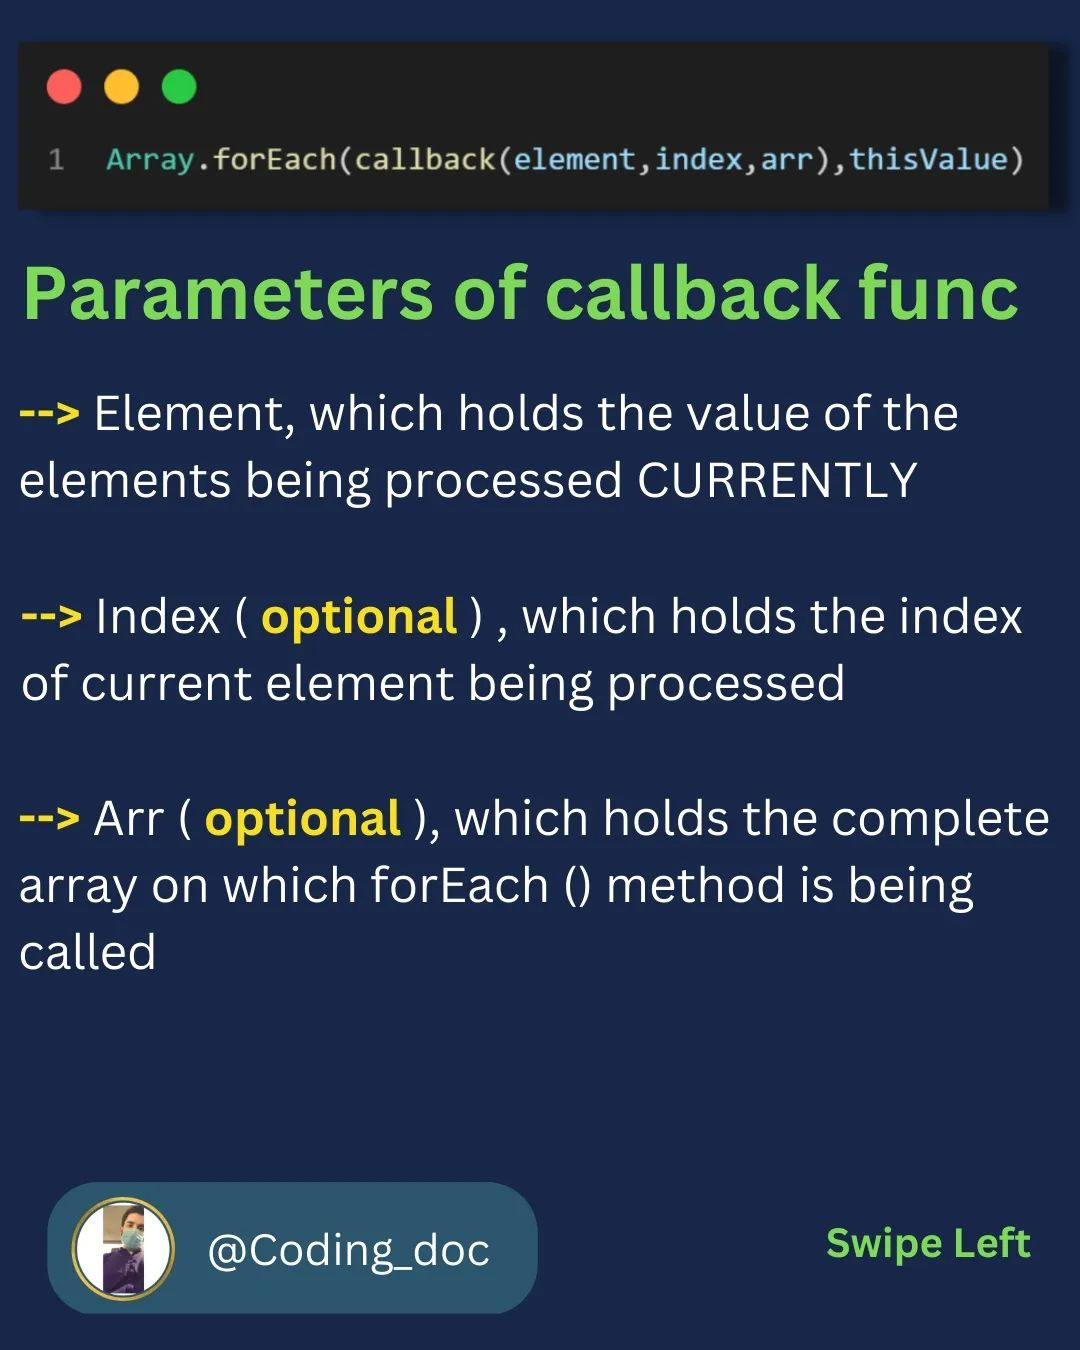 1 Array.forEach(callback(element,index,arr),thisValue)
Parameters of callback func
--> Element, which holds the value of the
elements being processed CURRENTLY
--> Index ( optional ) , which holds the index
of current element being processed
--> Arr ( optional ), which holds the complete
array on which forEach () method is being
called
@Coding_doc
Swipe Left